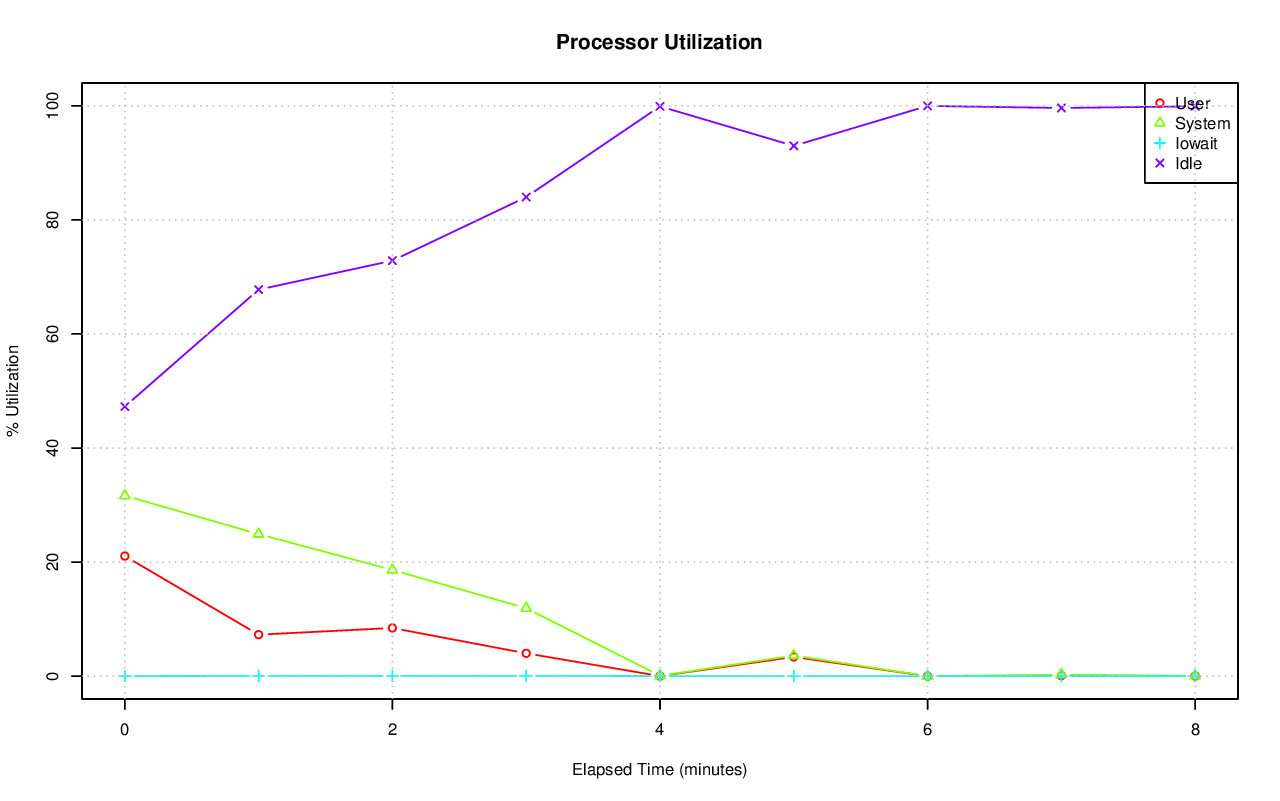 Processor Utilization
100
80
60
40
20
0
% Utilization
User
System
Iowait
Idle
0 2 4 6 8
Elapsed Time (minutes)